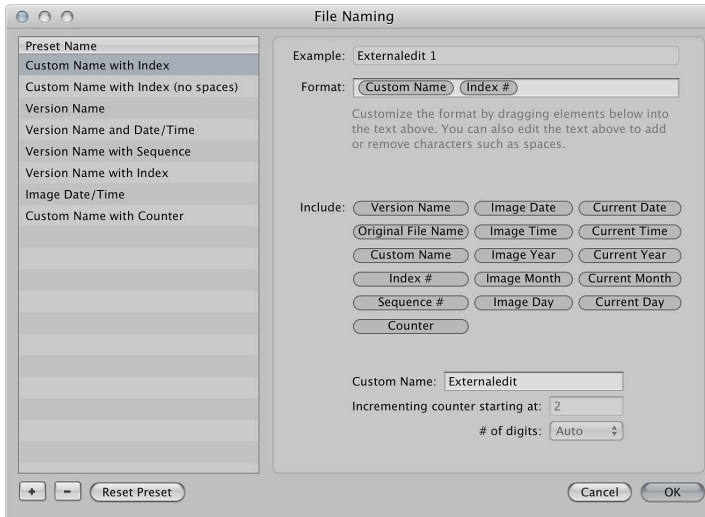 File Naming
Preset Name
Custom Name with Index
Custom Name with Index (no spaces)
Version Name
Version Name and Date/Time
Version Name with Sequence
Version Name with Index
Image Date/Time
Custom Name with Counter
+ - Reset Preset
Example: Externaledit 1
Format: Custom Name Index #
Customize the format by dragging elements below into
the text above. You can also edit the text above to add
or remove characters such as spaces.
Include: Version Name Image Date Current Date
Original File Name Image Time Current Time
Custom Name Image Year Current Year
Index # Image Month Current Month
Sequence # Image Day Current Day
Counter
Custom Name: Externaledit
Incrementing counter starting at: 2
# of digits: Auto
Cancel OK